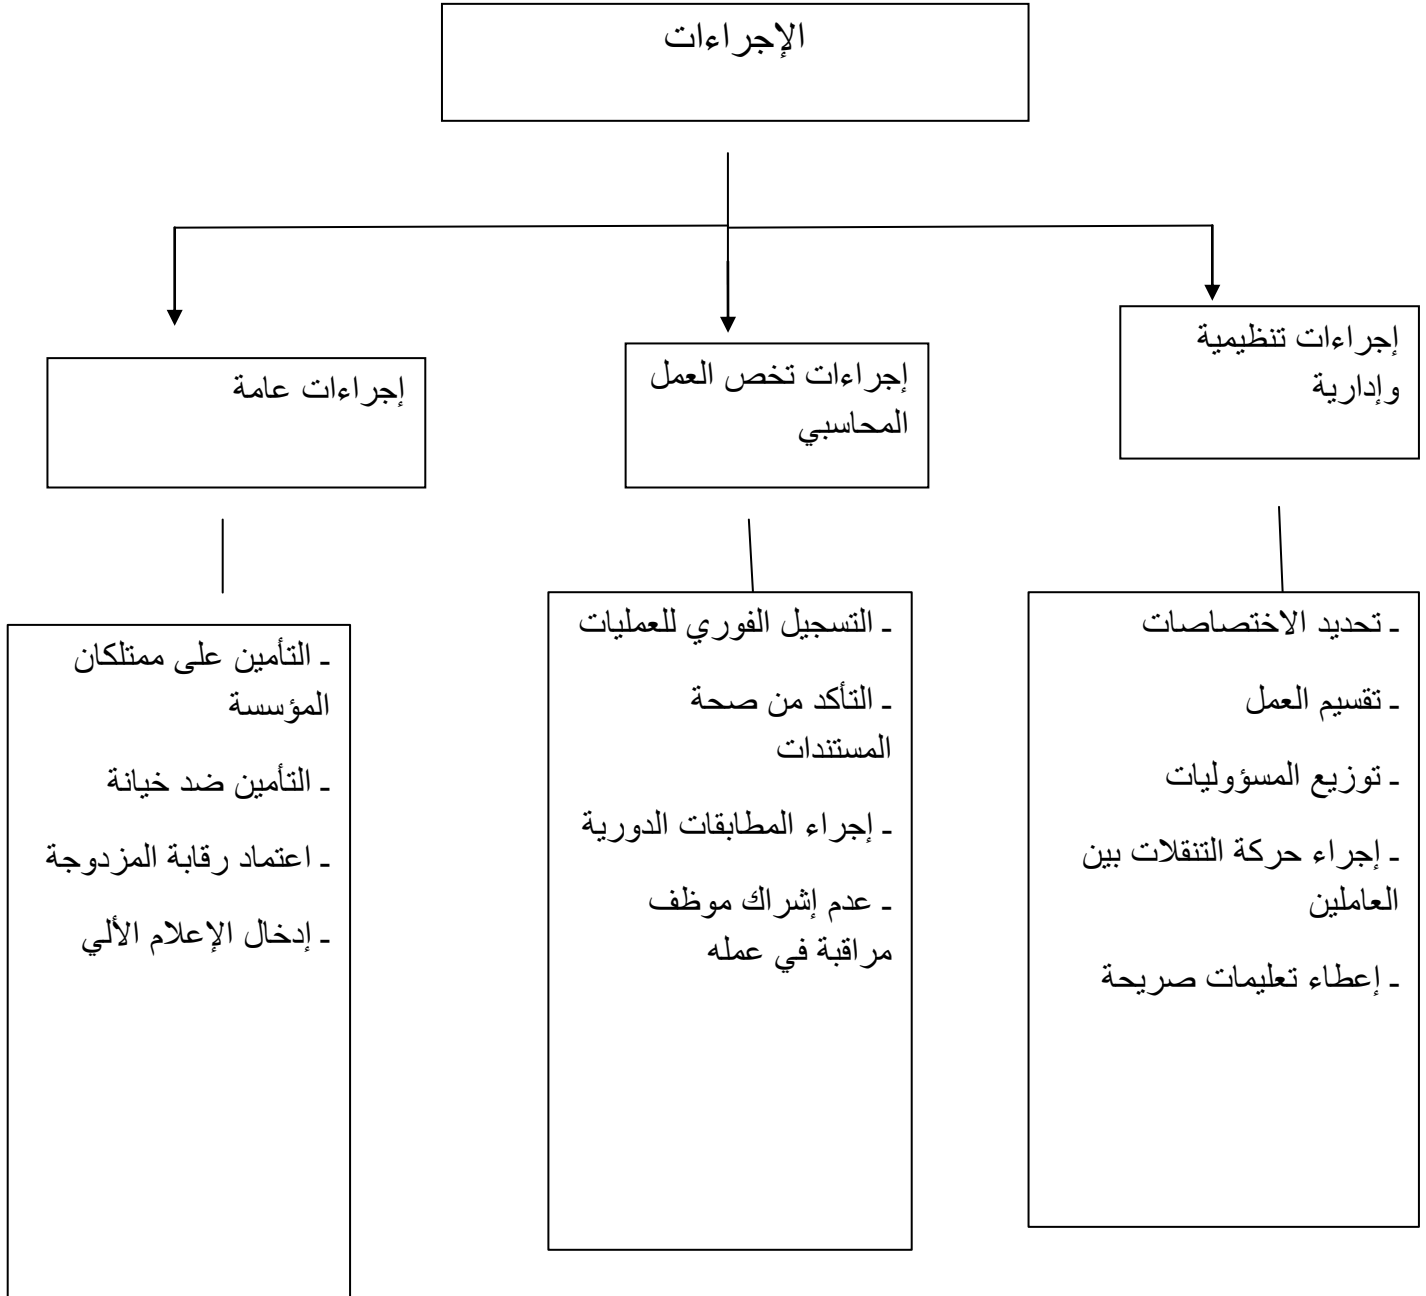 الإجراءات
إجراءات تنظيمية
وإدارية
إجراءات تخص العمل
المحاسبي
إجراءات عامة
ـ تحديد الاختصاصات
ـ تقسيم العمل
ـ توزيع المسؤوليات
ـ إجراء حركة التنقلات بين
العاملين
ـ إعطاء تعليمات صريحة
ـ التسجيل الفوري للعمليات
ـ التأكد من صحة
المستندات
ـ إجراء المطابقات الدورية
ـ عدم إشراك موظف
مراقبة في عمله
ـ التأمين على ممتلكان
المؤسسة
ـ التأمين ضد خيانة
ـ اعتماد رقابة المزدوجة
ـ إدخال الإعلام الألي